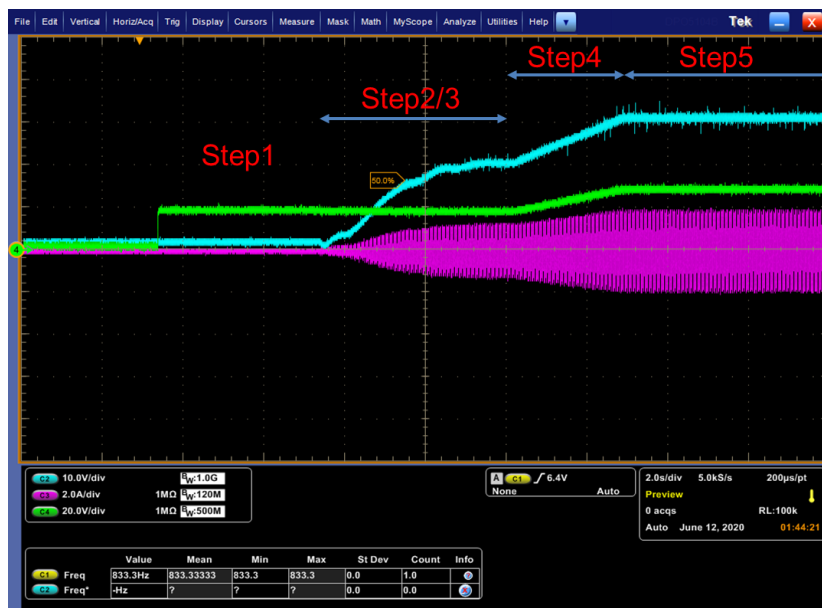 File Edit Vertical Horiz/Acq Trig Display Cursors Measure Mask Math MyScope Analyze Utilities Help Tek X
Step4 Step5
Step2/3
Step1
50.0%
4
C2 10.0V/div BW:1.0G
C3 2.0A/div 1MΩ BW:120M
C4 20.0V/div 1MΩ BW:500M
A C1 6.4V
None Auto
2.0s/div 5.0kS/s 200µs/pt
Preview
0 acqs RL:100k
Auto June 12, 2020 01:44:21
Value Mean Min Max St Dev Count Info
C1 Freq 833.3Hz 833.33333 833.3 833.3 0.0 1.0
C2 Freq* -Hz ? ? ? 0.0 0.0